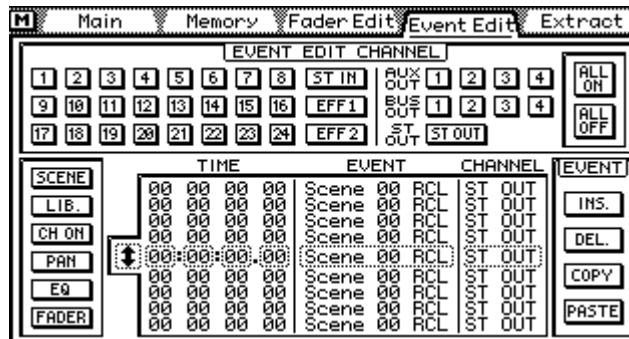 M Main Memory Fader Edit Event Edit Extract
EVENT EDIT CHANNEL
1 2 3 4 5 6 7 8 ST IN AUX OUT 1 2 3 4 ALL ON
9 10 11 12 13 14 15 16 EFF1 BUS OUT 1 2 3 4 ALL OFF
17 18 19 20 21 22 23 24 EFF2 ST OUT ST OUT
SCENE
LIB.
CH ON
PAN
EQ
FADER
TIME EVENT CHANNEL
00 00 00 00 Scene 00 RCL ST OUT
00 00 00 00 Scene 00 RCL ST OUT
00 00 00 00 Scene 00 RCL ST OUT
00 00 00 00 Scene 00 RCL ST OUT
00:00:00.00 Scene 00 RCL ST OUT
00 00 00 00 Scene 00 RCL ST OUT
00 00 00 00 Scene 00 RCL ST OUT
00 00 00 00 Scene 00 RCL ST OUT
00 00 00 00 Scene 00 RCL ST OUT
EVENT
INS.
DEL.
COPY
PASTE